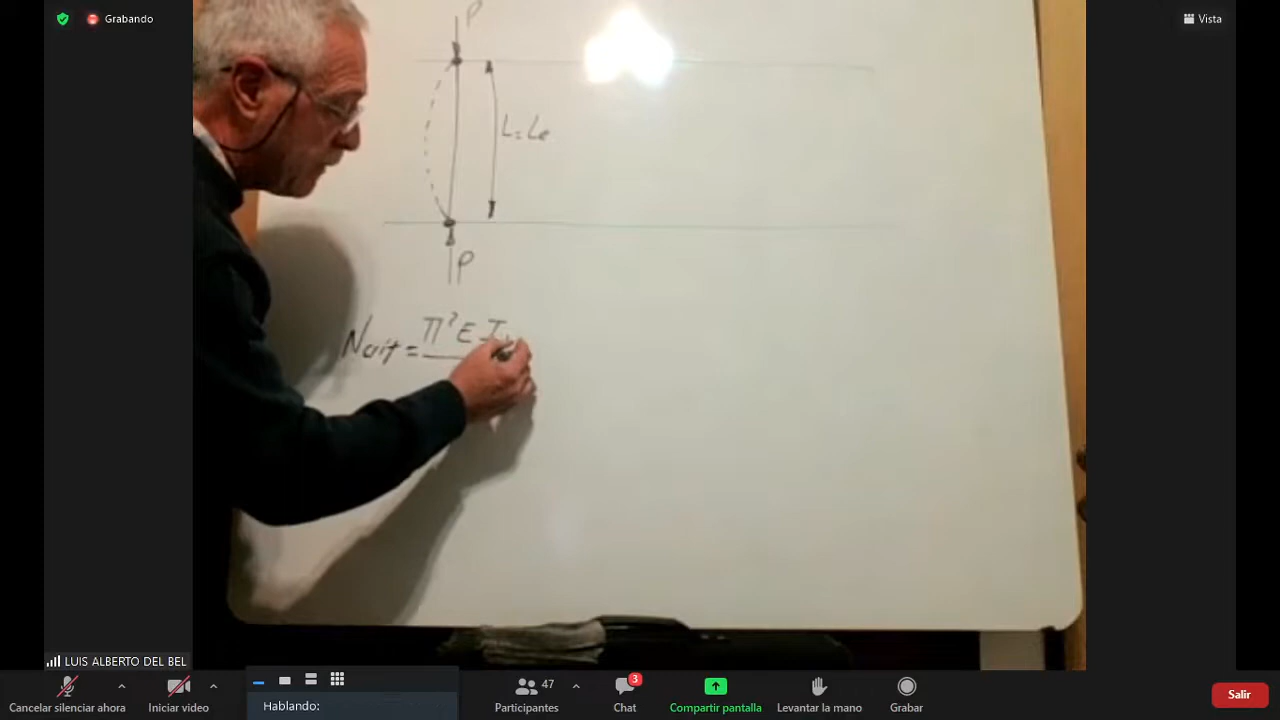 Grabando
Vista
P
L=Le
P
Ncrit = π² E I
LUIS ALBERTO DEL BEL
47
3
Cancelar silenciar ahora
Iniciar video
Hablando:
Participantes
Chat
Compartir pantalla
Levantar la mano
Grabar
Salir